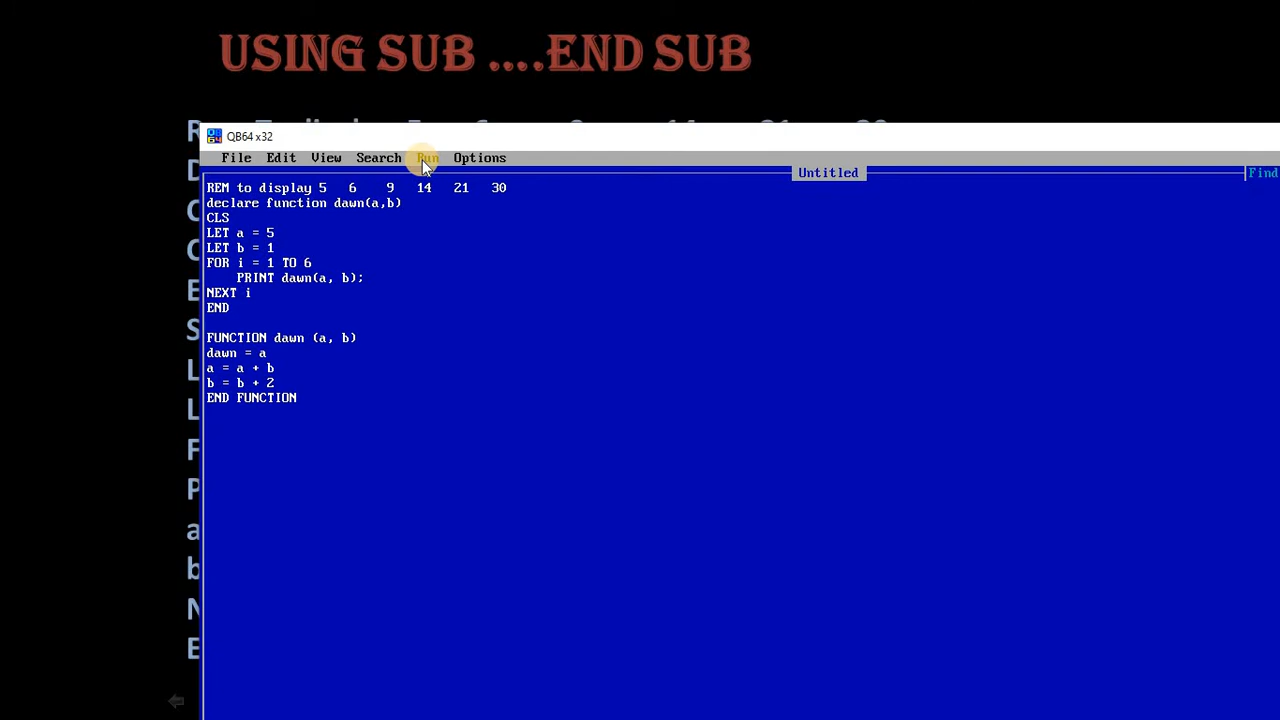 USING SUB ....END SUB
QB64 x32
File Edit View Search Run Options
Untitled
Find
REM to display 5 6 9 14 21 30
declare function dawn(a,b)
CLS
LET a = 5
LET b = 1
FOR i = 1 TO 6
PRINT dawn(a, b);
NEXT i
END
FUNCTION dawn (a, b)
dawn = a
a = a + b
b = b + 2
END FUNCTION